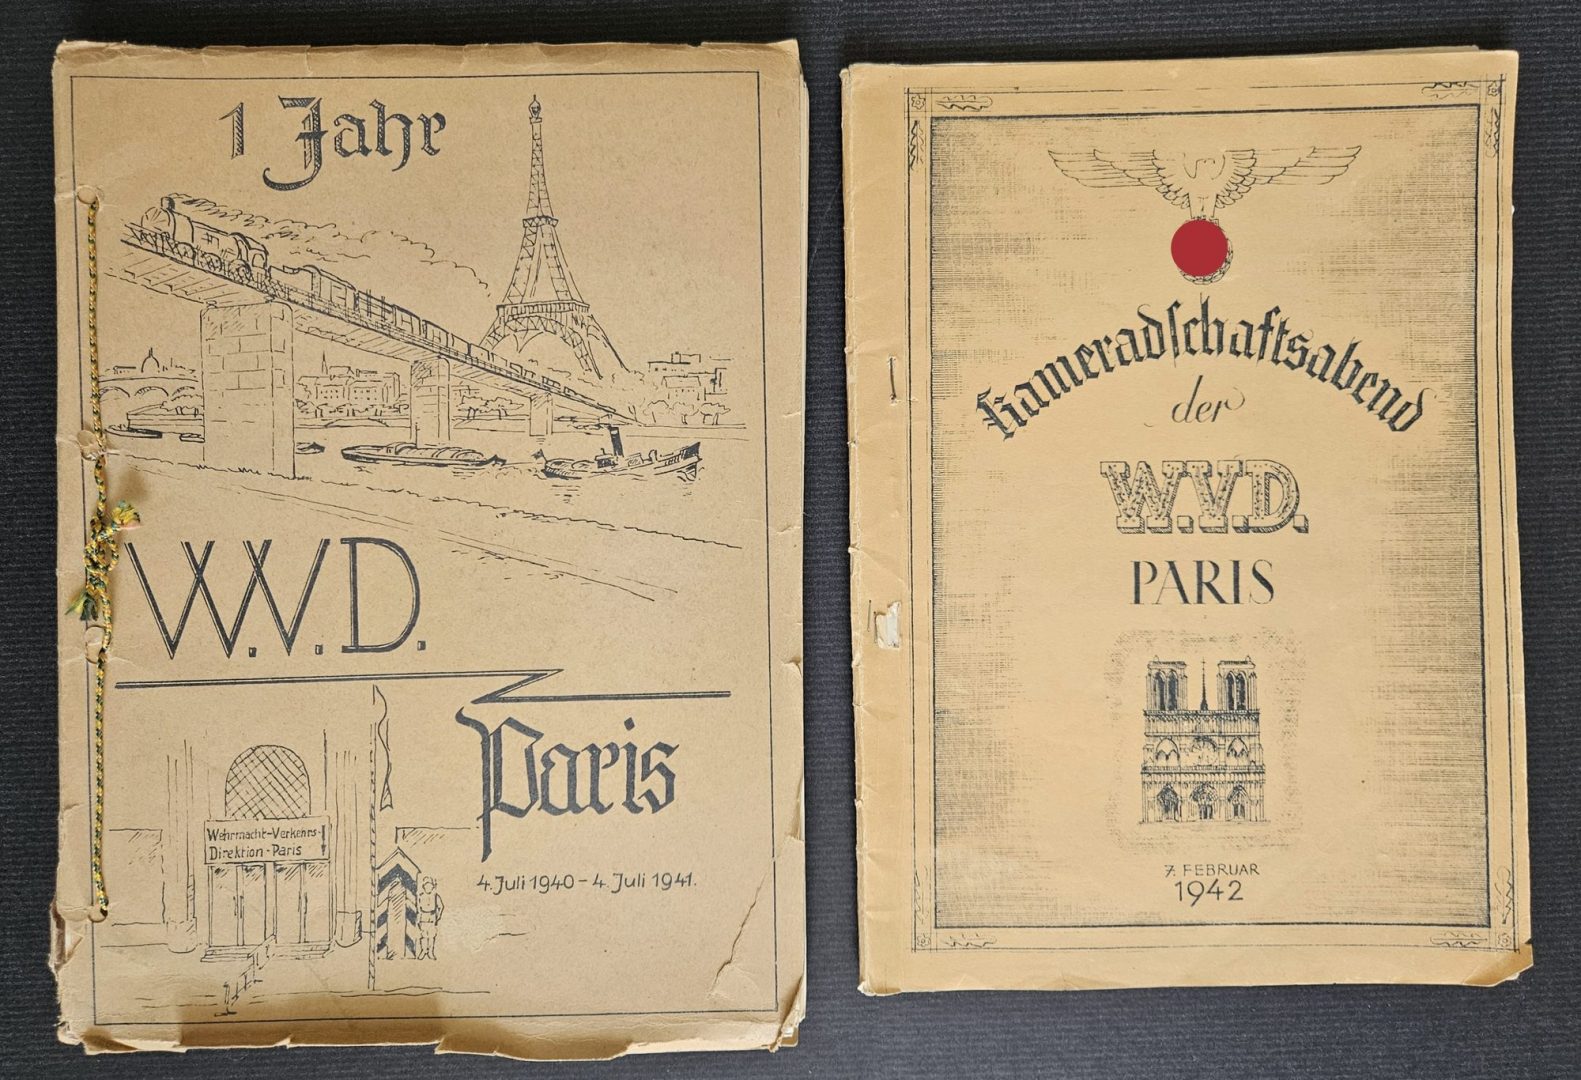 1 Jahr
W.V.D.
Paris
Wehrmacht-Verkehrs-
Direktion-Paris
4. Juli 1940 - 4. Juli 1941.
Kameradschaftsabend
der
W.V.D.
PARIS
7. FEBRUAR
1942